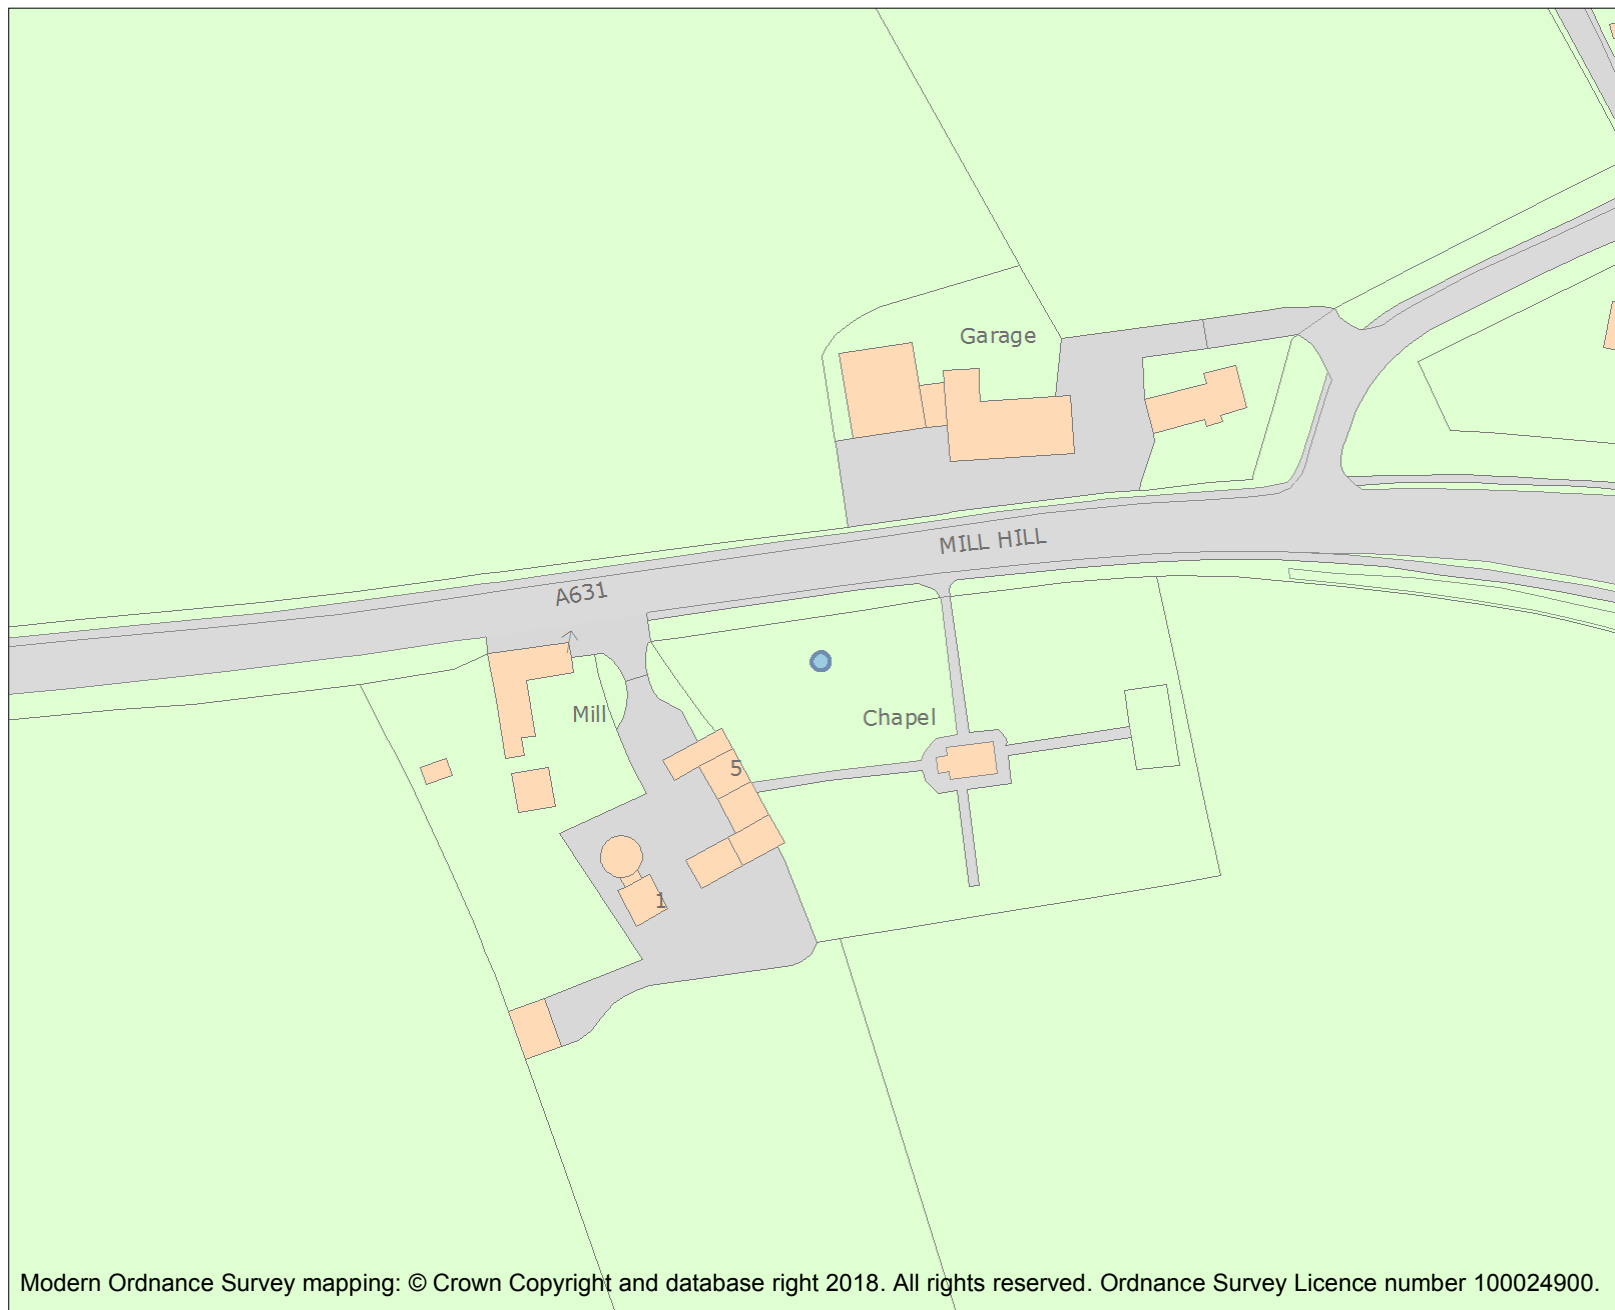 Garage
MILL HILL
A631
Mill
Chapel
5
1
Modern Ordnance Survey mapping: © Crown Copyright and database right 2018. All rights reserved. Ordnance Survey Licence number 100024900.